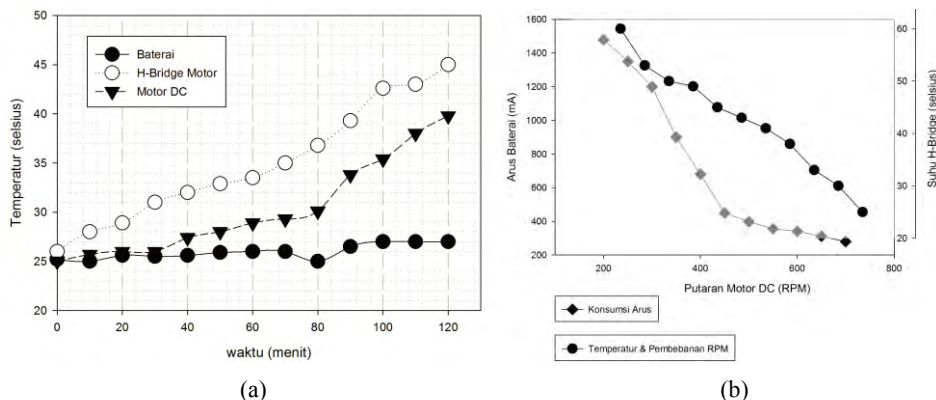 50
45
40
35
30
25
20
Temperatur (selsius)
Baterai
H-Bridge Motor
Motor DC
0 20 40 60 80 100 120
waktu (menit)
(a)
1600
1400
1200
1000
800
600
400
200
Arus Baterai (mA)
60
50
40
30
20
Suhu H-Bridge (selsius)
200 400 600 800
Putaran Motor DC (RPM)
Konsumsi Arus
Temperatur & Pembebanan RPM
(b)